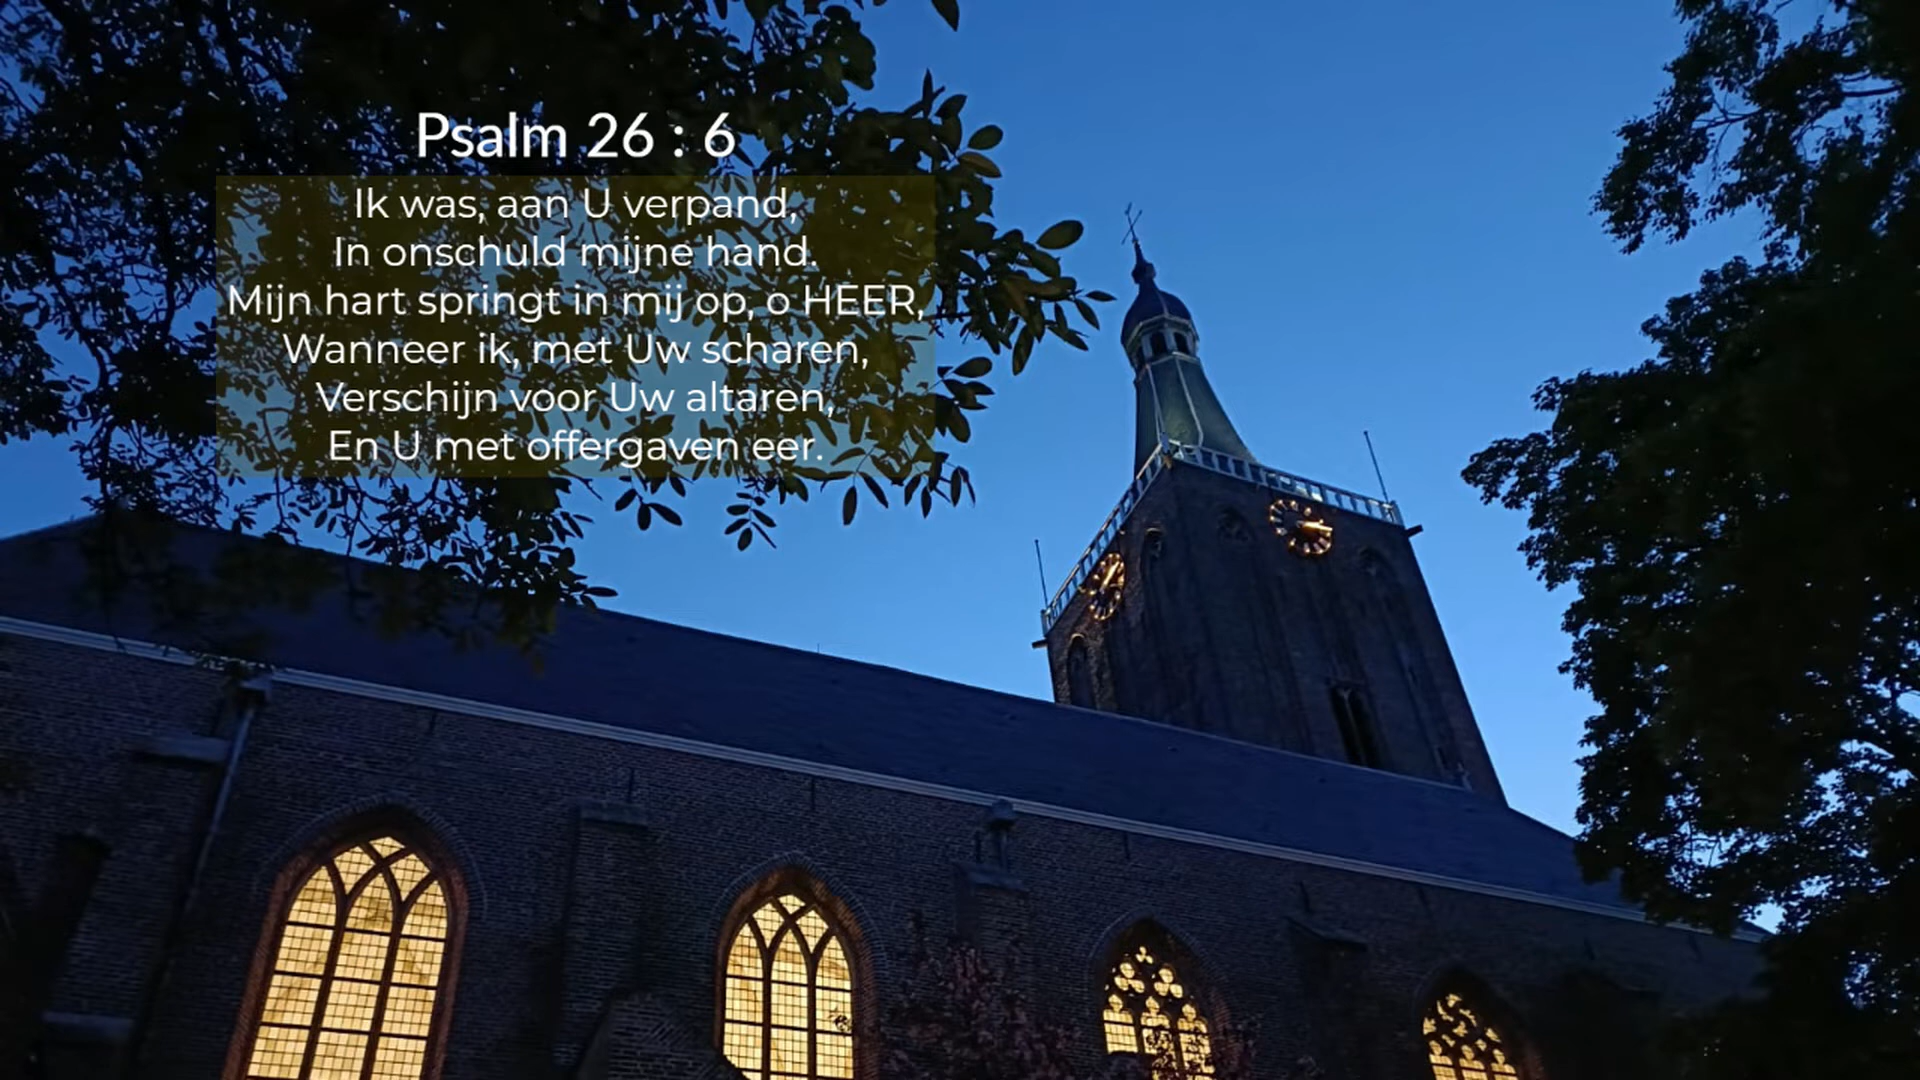 Psalm 26 : 6
Ik was, aan U verpand,
In onschuld mijne hand.
Mijn hart springt in mij op, o HEER,
Wanneer ik, met Uw scharen,
Verschijn voor Uw altaren,
En U met offergaven eer.